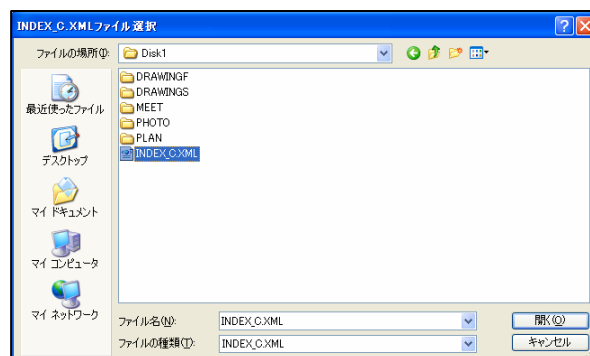 INDEX_C.XMLファイル選択
ファイルの場所(I):
Disk1
最近使ったファイル
デスクトップ
マイ ドキュメント
マイ コンピュータ
マイ ネットワーク
DRAWINGF
DRAWINGS
MEET
PHOTO
PLAN
INDEX_C.XML
ファイル名(N):
INDEX_C.XML
開く(O)
ファイルの種類(T):
INDEX_C.XML
キャンセル